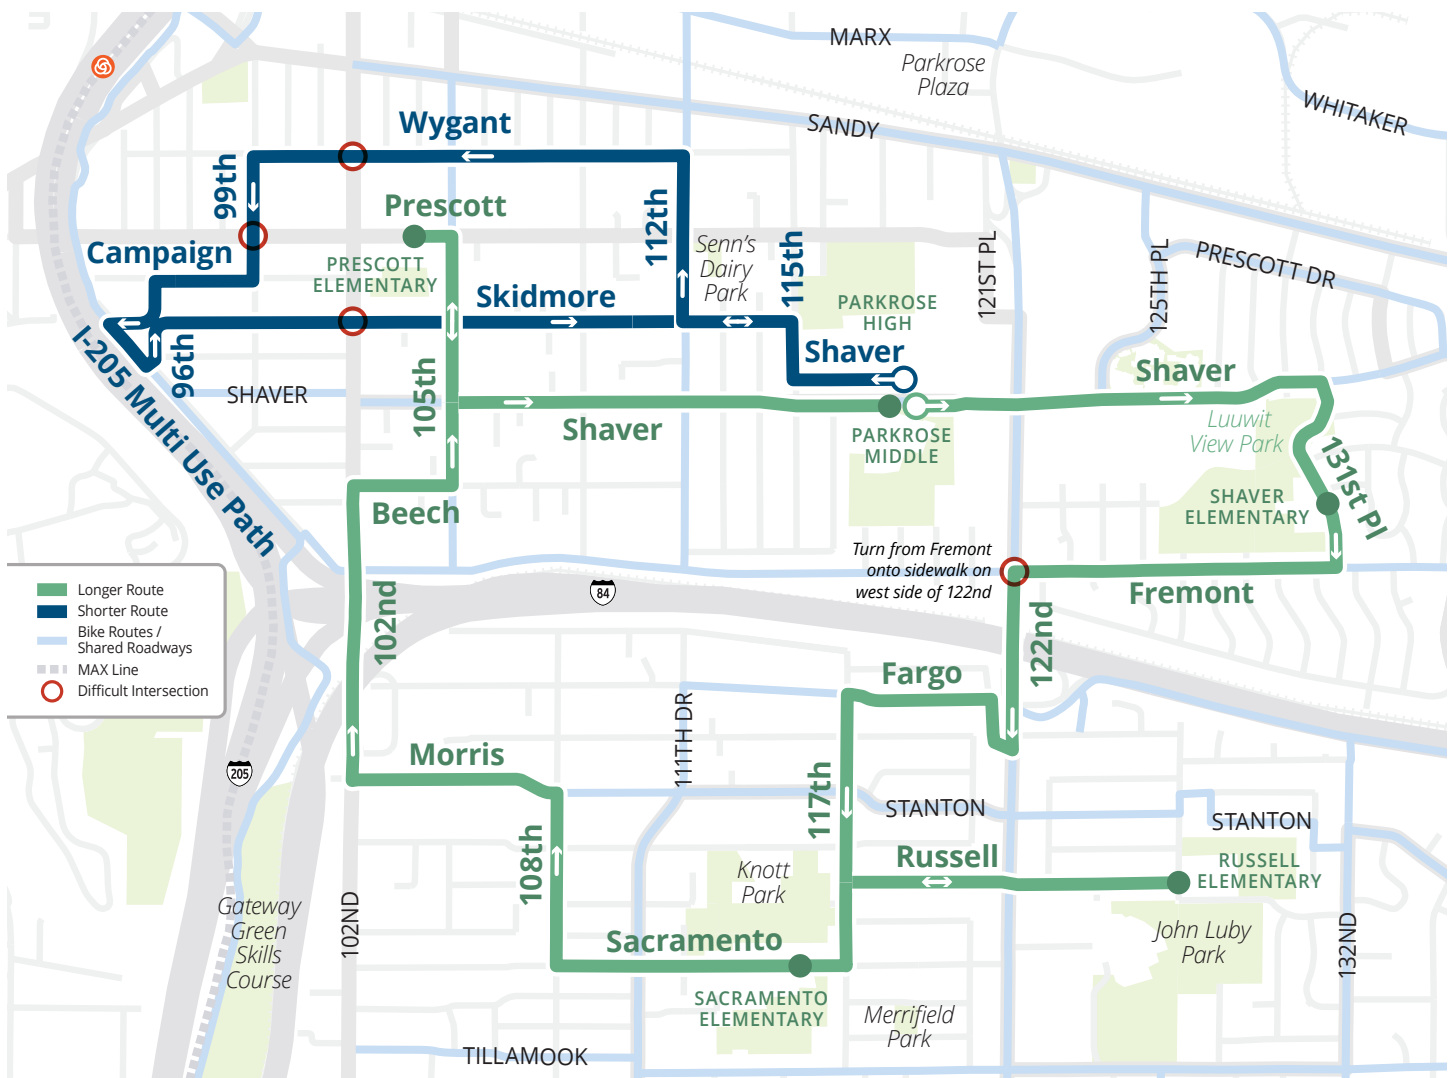 MARX
Parkrose
Plaza
WHITAKER
SANDY
Wygant
99th
Prescott
112th
Campaign
PRESCOTT
ELEMENTARY
Senn's
Dairy
Park
115th
121ST PL
125TH PL
PRESCOTT DR
Skidmore
PARKROSE
HIGH
Shaver
96th
SHAVER
105th
Shaver
I-205 Multi Use Path
Shaver
Luuwit
View Park
PARKROSE
MIDDLE
131st Pl
SHAVER
ELEMENTARY
Beech
Turn from Fremont
onto sidewalk on
west side of 122nd
Fremont
84
102nd
122nd
Longer Route
Shorter Route
Bike Routes /
Shared Roadways
MAX Line
Difficult Intersection
Fargo
111TH DR
Morris
205
117th
STANTON
STANTON
108th
Russell
RUSSELL
ELEMENTARY
Knott
Park
102ND
Gateway
Green
Skills
Course
Sacramento
John Luby
Park
132ND
SACRAMENTO
ELEMENTARY
Merrifield
Park
TILLAMOOK